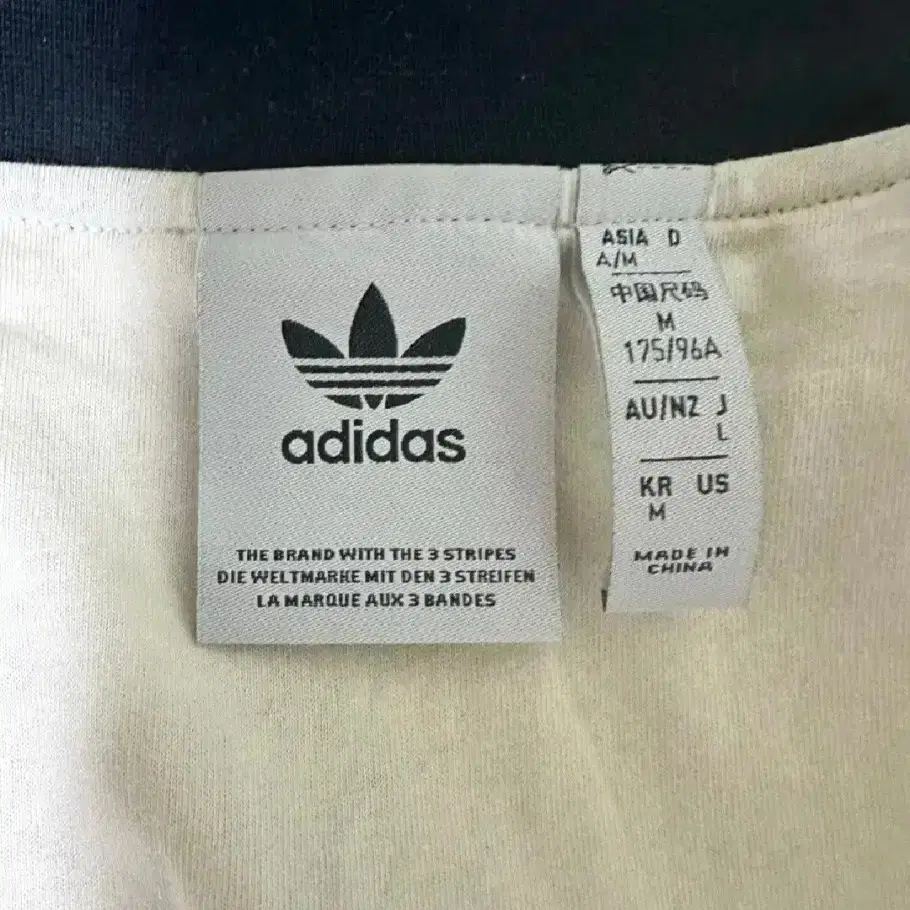 adidas
THE BRAND WITH THE 3 STRIPES
DIE WELTMARKE MIT DEN 3 STREIFEN
LA MARQUE AUX 3 BANDES
ASIA D
A/M
中国尺码
M
175/96A
AU/NZ J
L
KR US
M
MADE IN
CHINA